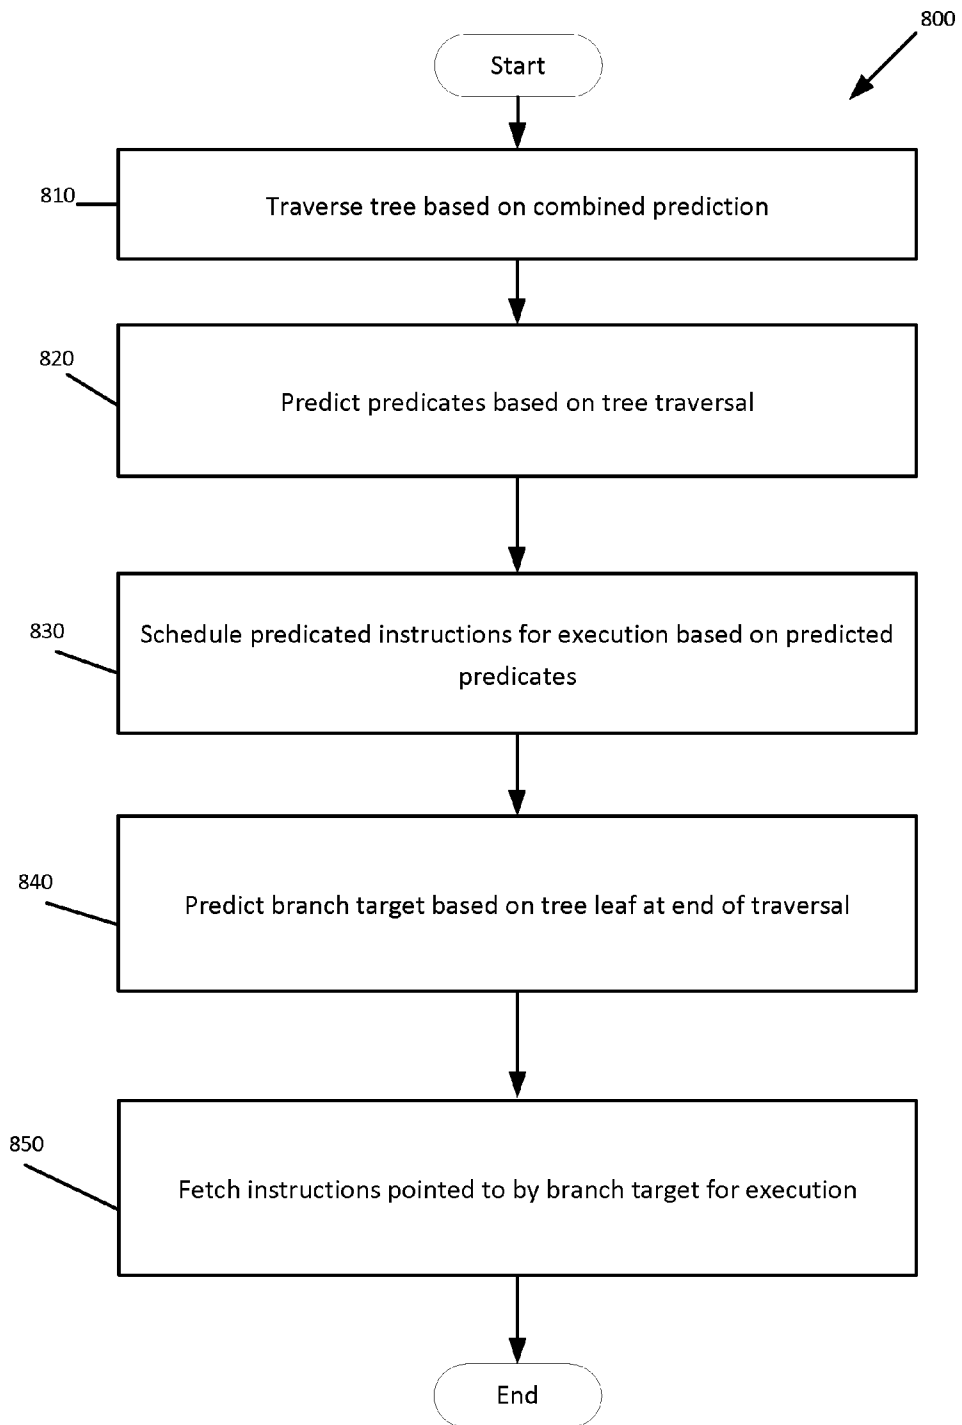 800
Start
810
Traverse tree based on combined prediction
820
Predict predicates based on tree traversal
830
Schedule predicated instructions for execution based on predicted
predicates
840
Predict branch target based on tree leaf at end of traversal
850
Fetch instructions pointed to by branch target for execution
End